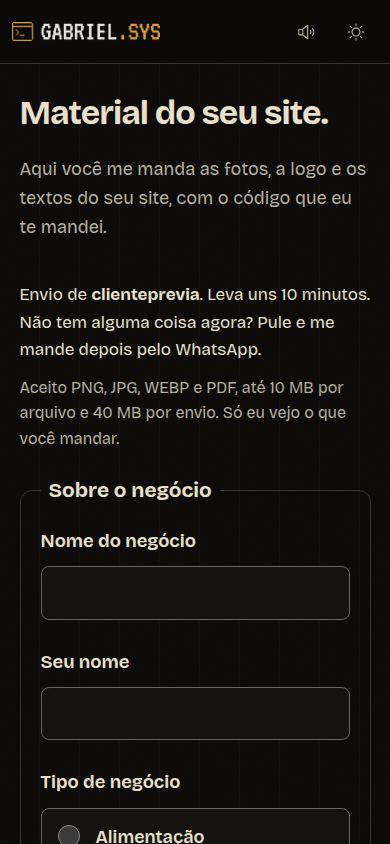 GABRIEL.SYS
Material do seu site.
Aqui você me manda as fotos, a logo e os
textos do seu site, com o código que eu
te mandei.
Envio de clienteprevia. Leva uns 10 minutos.
Não tem alguma coisa agora? Pule e me
mande depois pelo WhatsApp.
Aceito PNG, JPG, WEBP e PDF, até 10 MB por
arquivo e 40 MB por envio. Só eu vejo o que
você mandar.
Sobre o negócio
Nome do negócio
Seu nome
Tipo de negócio
Alimentação